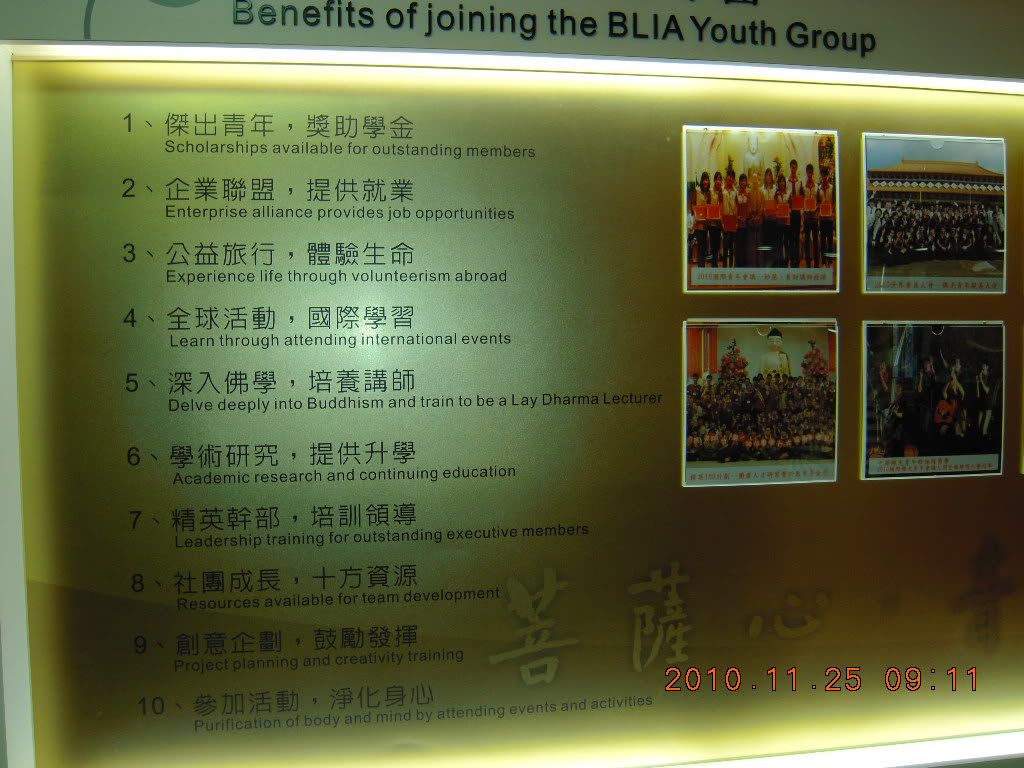 Benefits of joining the BLIA Youth Group
1、傑出青年，獎助學金
Scholarships available for outstanding members
2、企業聯盟，提供就業
Enterprise alliance provides job opportunities
3、公益旅行，體驗生命
Experience life through volunteerism abroad
4、全球活動，國際學習
Learn through attending international events
5、深入佛學，培養講師
Delve deeply into Buddhism and train to be a Lay Dharma Lecturer
6、學術研究，提供升學
Academic research and continuing education
7、精英幹部，培訓領導
Leadership training for outstanding executive members
8、社團成長，十方資源
Resources available for team development
9、創意企劃，鼓勵發揮
Project planning and creativity training
10、參加活動，淨化身心
Purification of body and mind by attending events and activities
菩薩心 青
2010.11.25 09:11